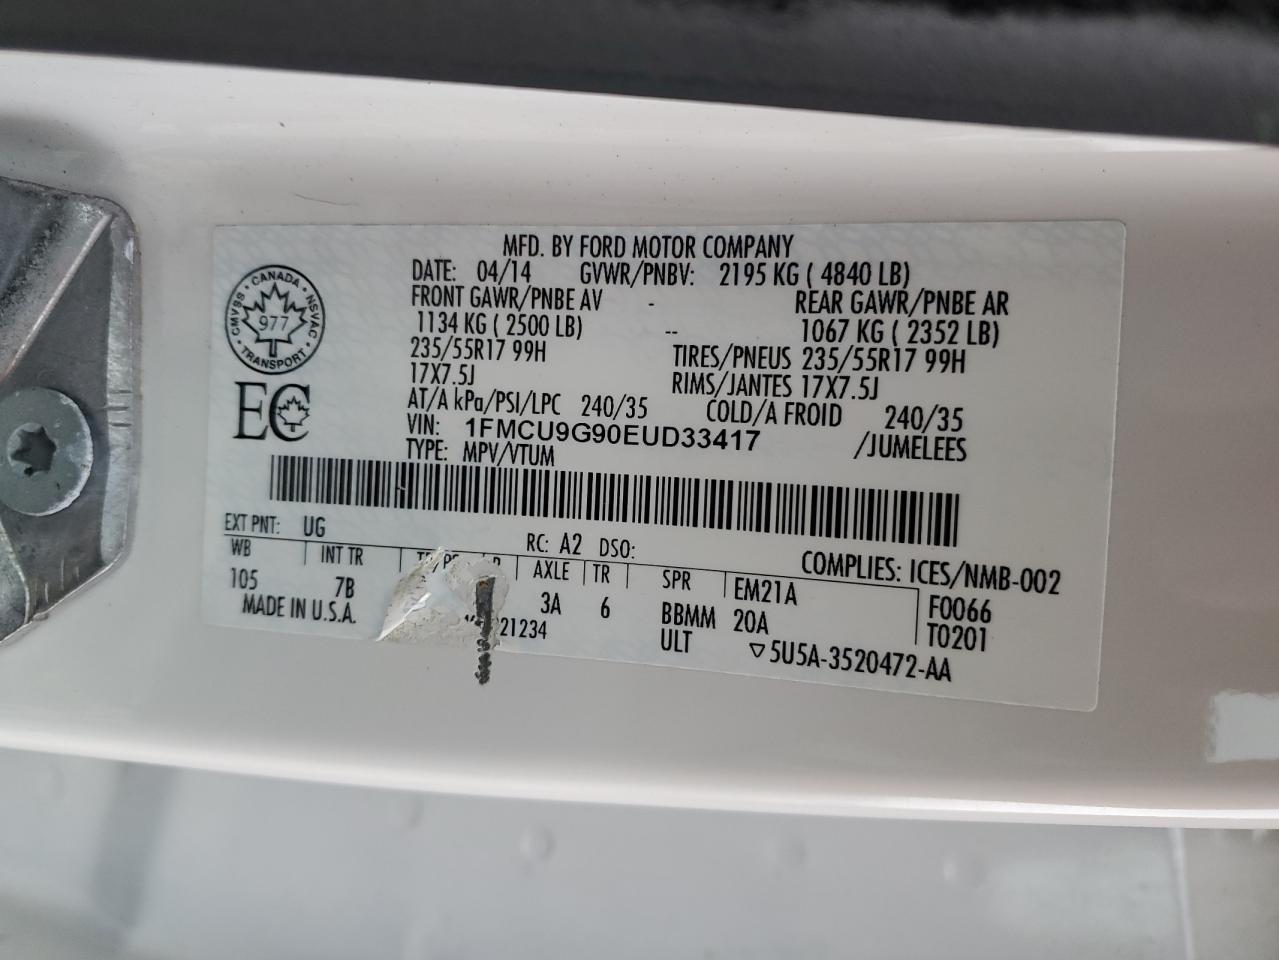 MFD. BY FORD MOTOR COMPANY
DATE: 04/14 GVWR/PNBV: 2195 KG ( 4840 LB)
FRONT GAWR/PNBE AV - REAR GAWR/PNBE AR
1134 KG ( 2500 LB) -- 1067 KG ( 2352 LB)
235/55R17 99H TIRES/PNEUS 235/55R17 99H
17X7.5J RIMS/JANTES 17X7.5J
AT/A kPa/PSI/LPC 240/35 COLD/A FROID 240/35
VIN: 1FMCU9G90EUD33417 /JUMELEES
TYPE: MPV/VTUM
CANADA
CMVSS
NSVAC
977
TRANSPORT
EC
EXT PNT: UG RC: A2 DSO: COMPLIES: ICES/NMB-002
WB INT TR AXLE TR SPR EM21A F0066
105 7B 3A 6 BBMM 20A T0201
MADE IN U.S.A. 21234 ULT ▽5U5A-3520472-AA